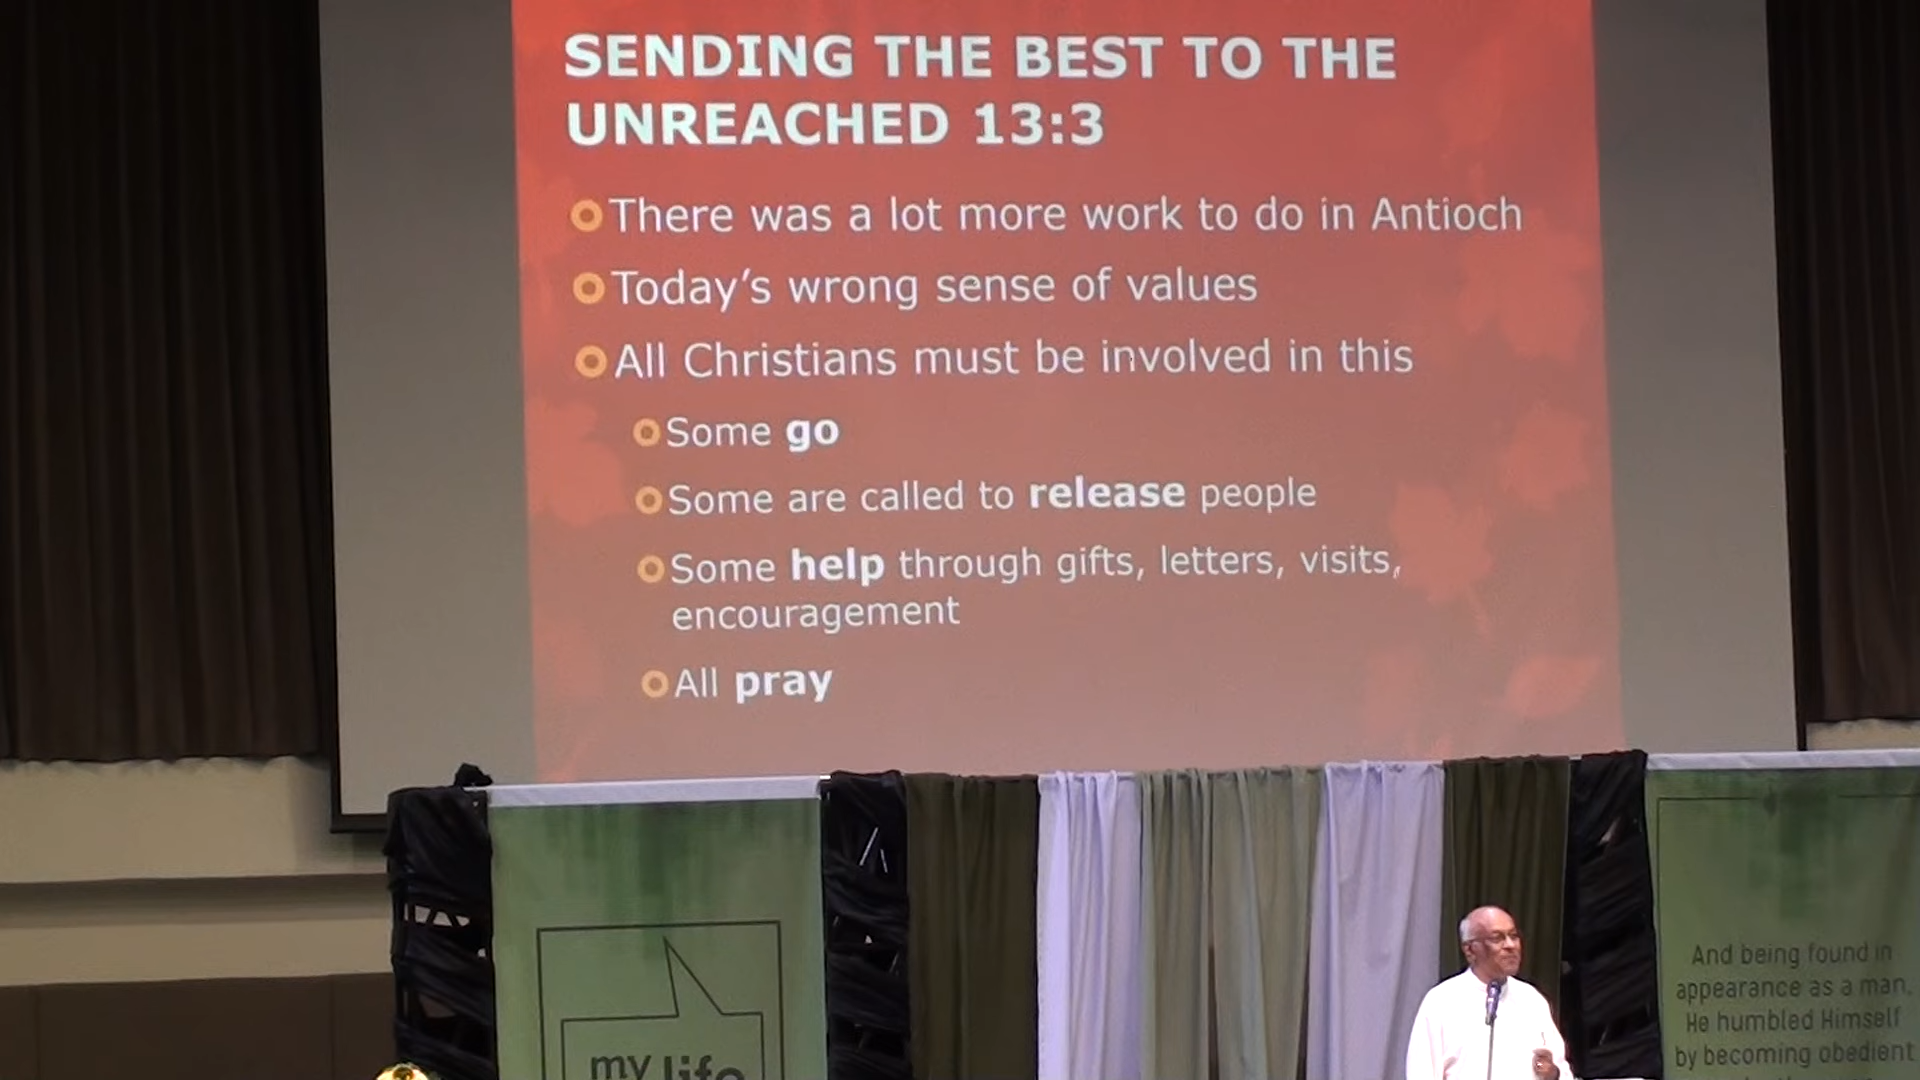 SENDING THE BEST TO THE
UNREACHED 13:3
There was a lot more work to do in Antioch
Today's wrong sense of values
All Christians must be involved in this
Some go
Some are called to release people
Some help through gifts, letters, visits,
encouragement
All pray
my life
And being found in
appearance as a man,
He humbled Himself
by becoming obedient